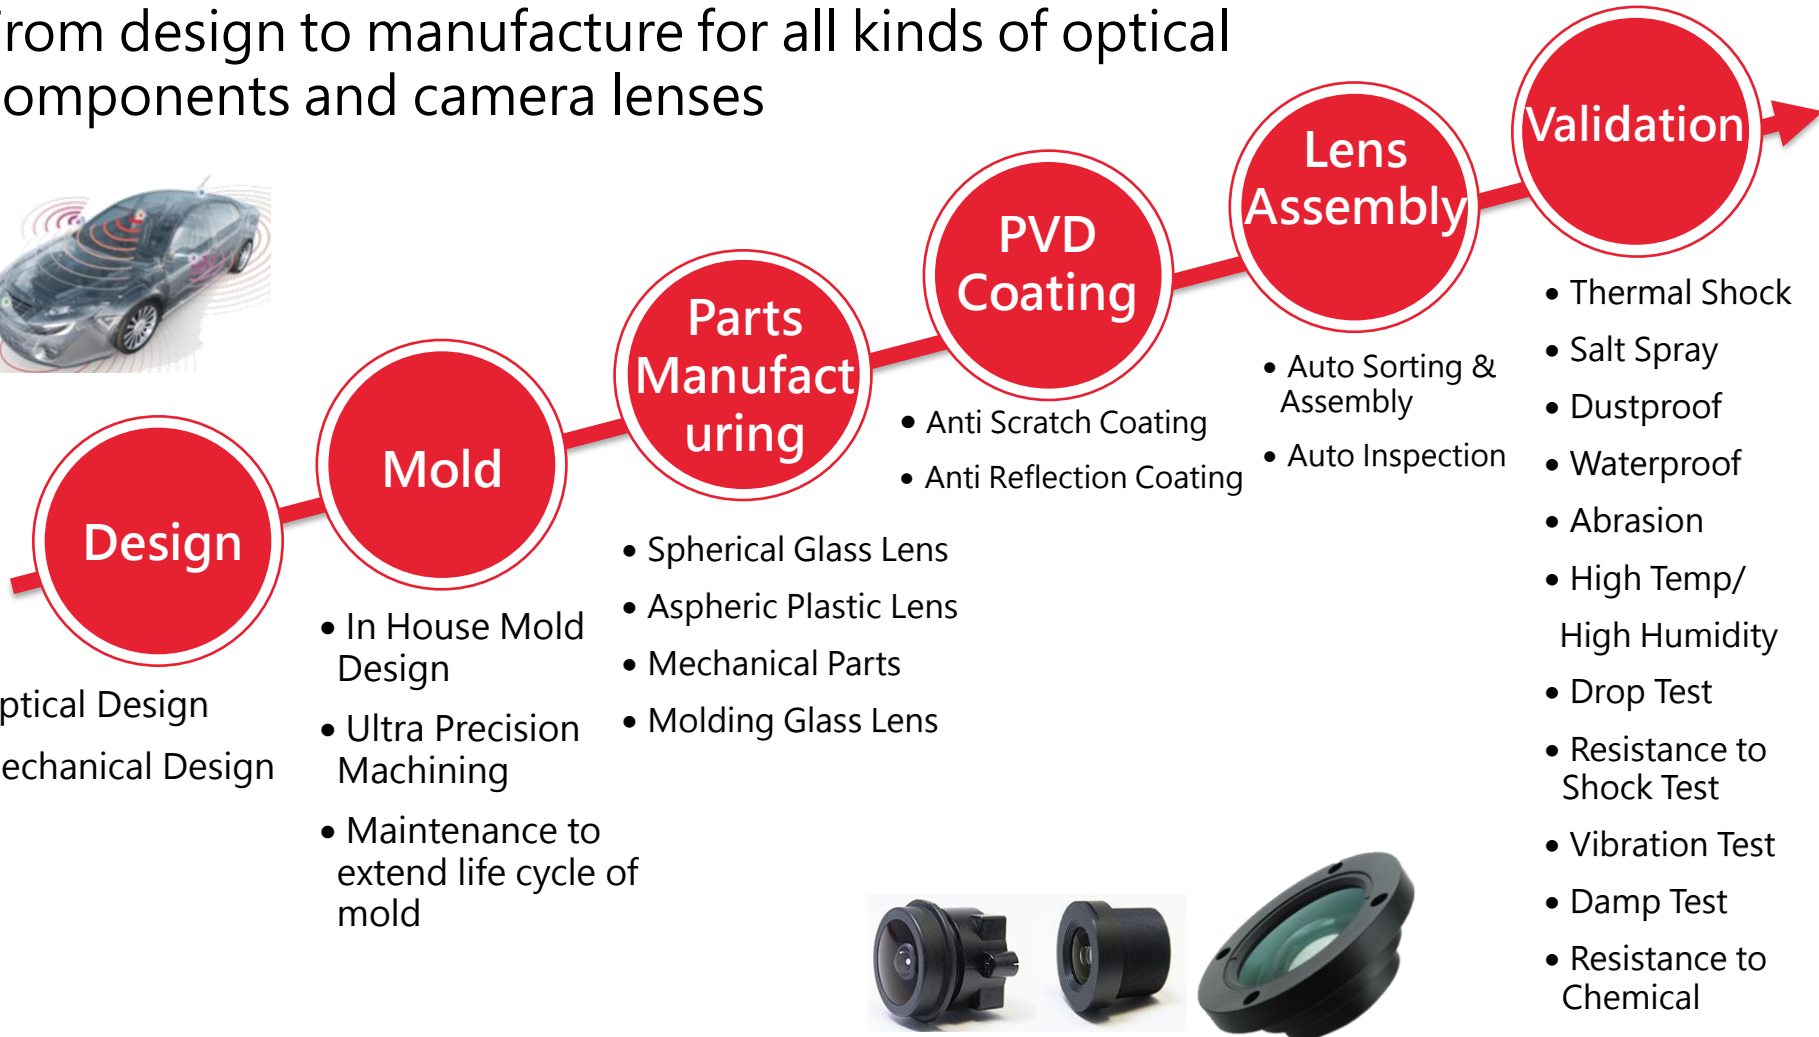 rom design to manufacture for all kinds of optical
omponents and camera lenses
Design
ptical Design
echanical Design
Mold
• In House Mold
Design
• Ultra Precision
Machining
• Maintenance to
extend life cycle of
mold
Parts
Manufact
uring
• Spherical Glass Lens
• Aspheric Plastic Lens
• Mechanical Parts
• Molding Glass Lens
PVD
Coating
• Anti Scratch Coating
• Anti Reflection Coating
Lens
Assembly
• Auto Sorting &
Assembly
• Auto Inspection
Validation
• Thermal Shock
• Salt Spray
• Dustproof
• Waterproof
• Abrasion
• High Temp/
High Humidity
• Drop Test
• Resistance to
Shock Test
• Vibration Test
• Damp Test
• Resistance to
Chemical